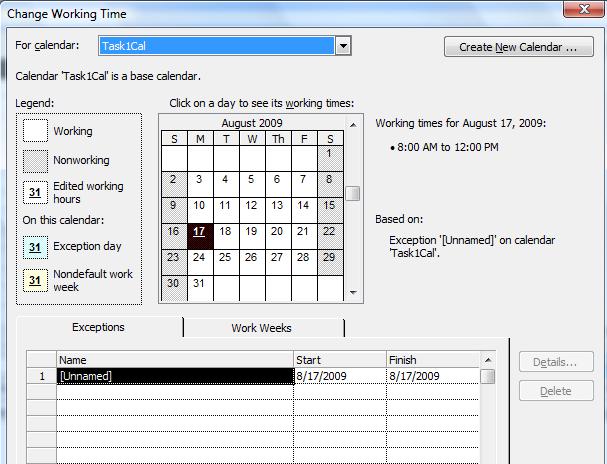 Change Working Time
For calendar: Task1Cal Create New Calendar ...
Calendar 'Task1Cal' is a base calendar.
Legend:
Working
Nonworking
31 Edited working
hours
On this calendar:
31 Exception day
31 Nondefault work
week
Click on a day to see its working times:
August 2009
S M T W Th F S
1
2 3 4 5 6 7 8
9 10 11 12 13 14 15
16 17 18 19 20 21 22
23 24 25 26 27 28 29
30 31
Working times for August 17, 2009:
• 8:00 AM to 12:00 PM
Based on:
Exception '[Unnamed]' on calendar
'Task1Cal'.
Exceptions Work Weeks
Name Start Finish
1 [Unnamed] 8/17/2009 8/17/2009
Details...
Delete